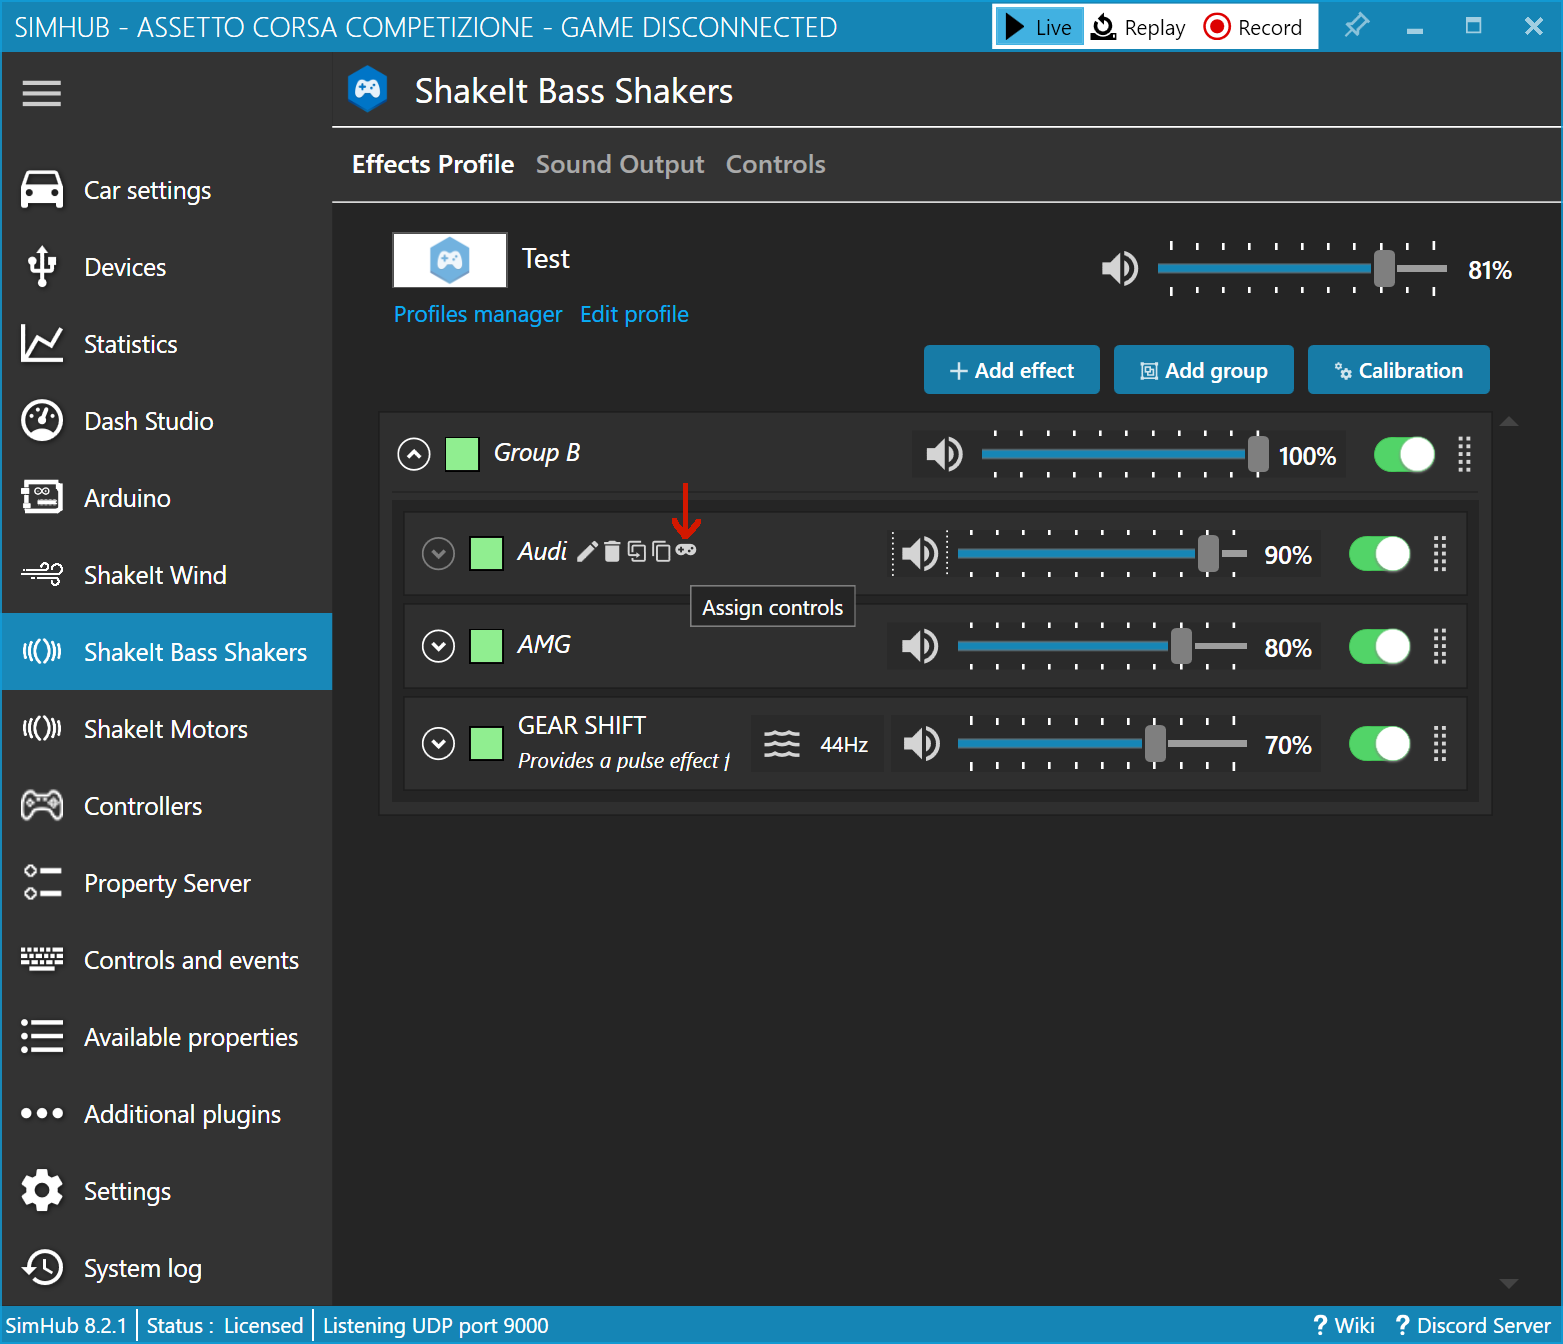 SIMHUB - ASSETTO CORSA COMPETIZIONE - GAME DISCONNECTED
Live
Replay
Record
ShakeIt Bass Shakers
Effects Profile
Sound Output
Controls
Car settings
Devices
Statistics
Dash Studio
Arduino
ShakeIt Wind
ShakeIt Bass Shakers
ShakeIt Motors
Controllers
Property Server
Controls and events
Available properties
Additional plugins
Settings
System log
Test
81%
Profiles manager
Edit profile
Add effect
Add group
Calibration
Group B
100%
Audi
90%
Assign controls
AMG
80%
GEAR SHIFT
Provides a pulse effect f
44Hz
70%
SimHub 8.2.1
Status : Licensed
Listening UDP port 9000
? Wiki
? Discord Server